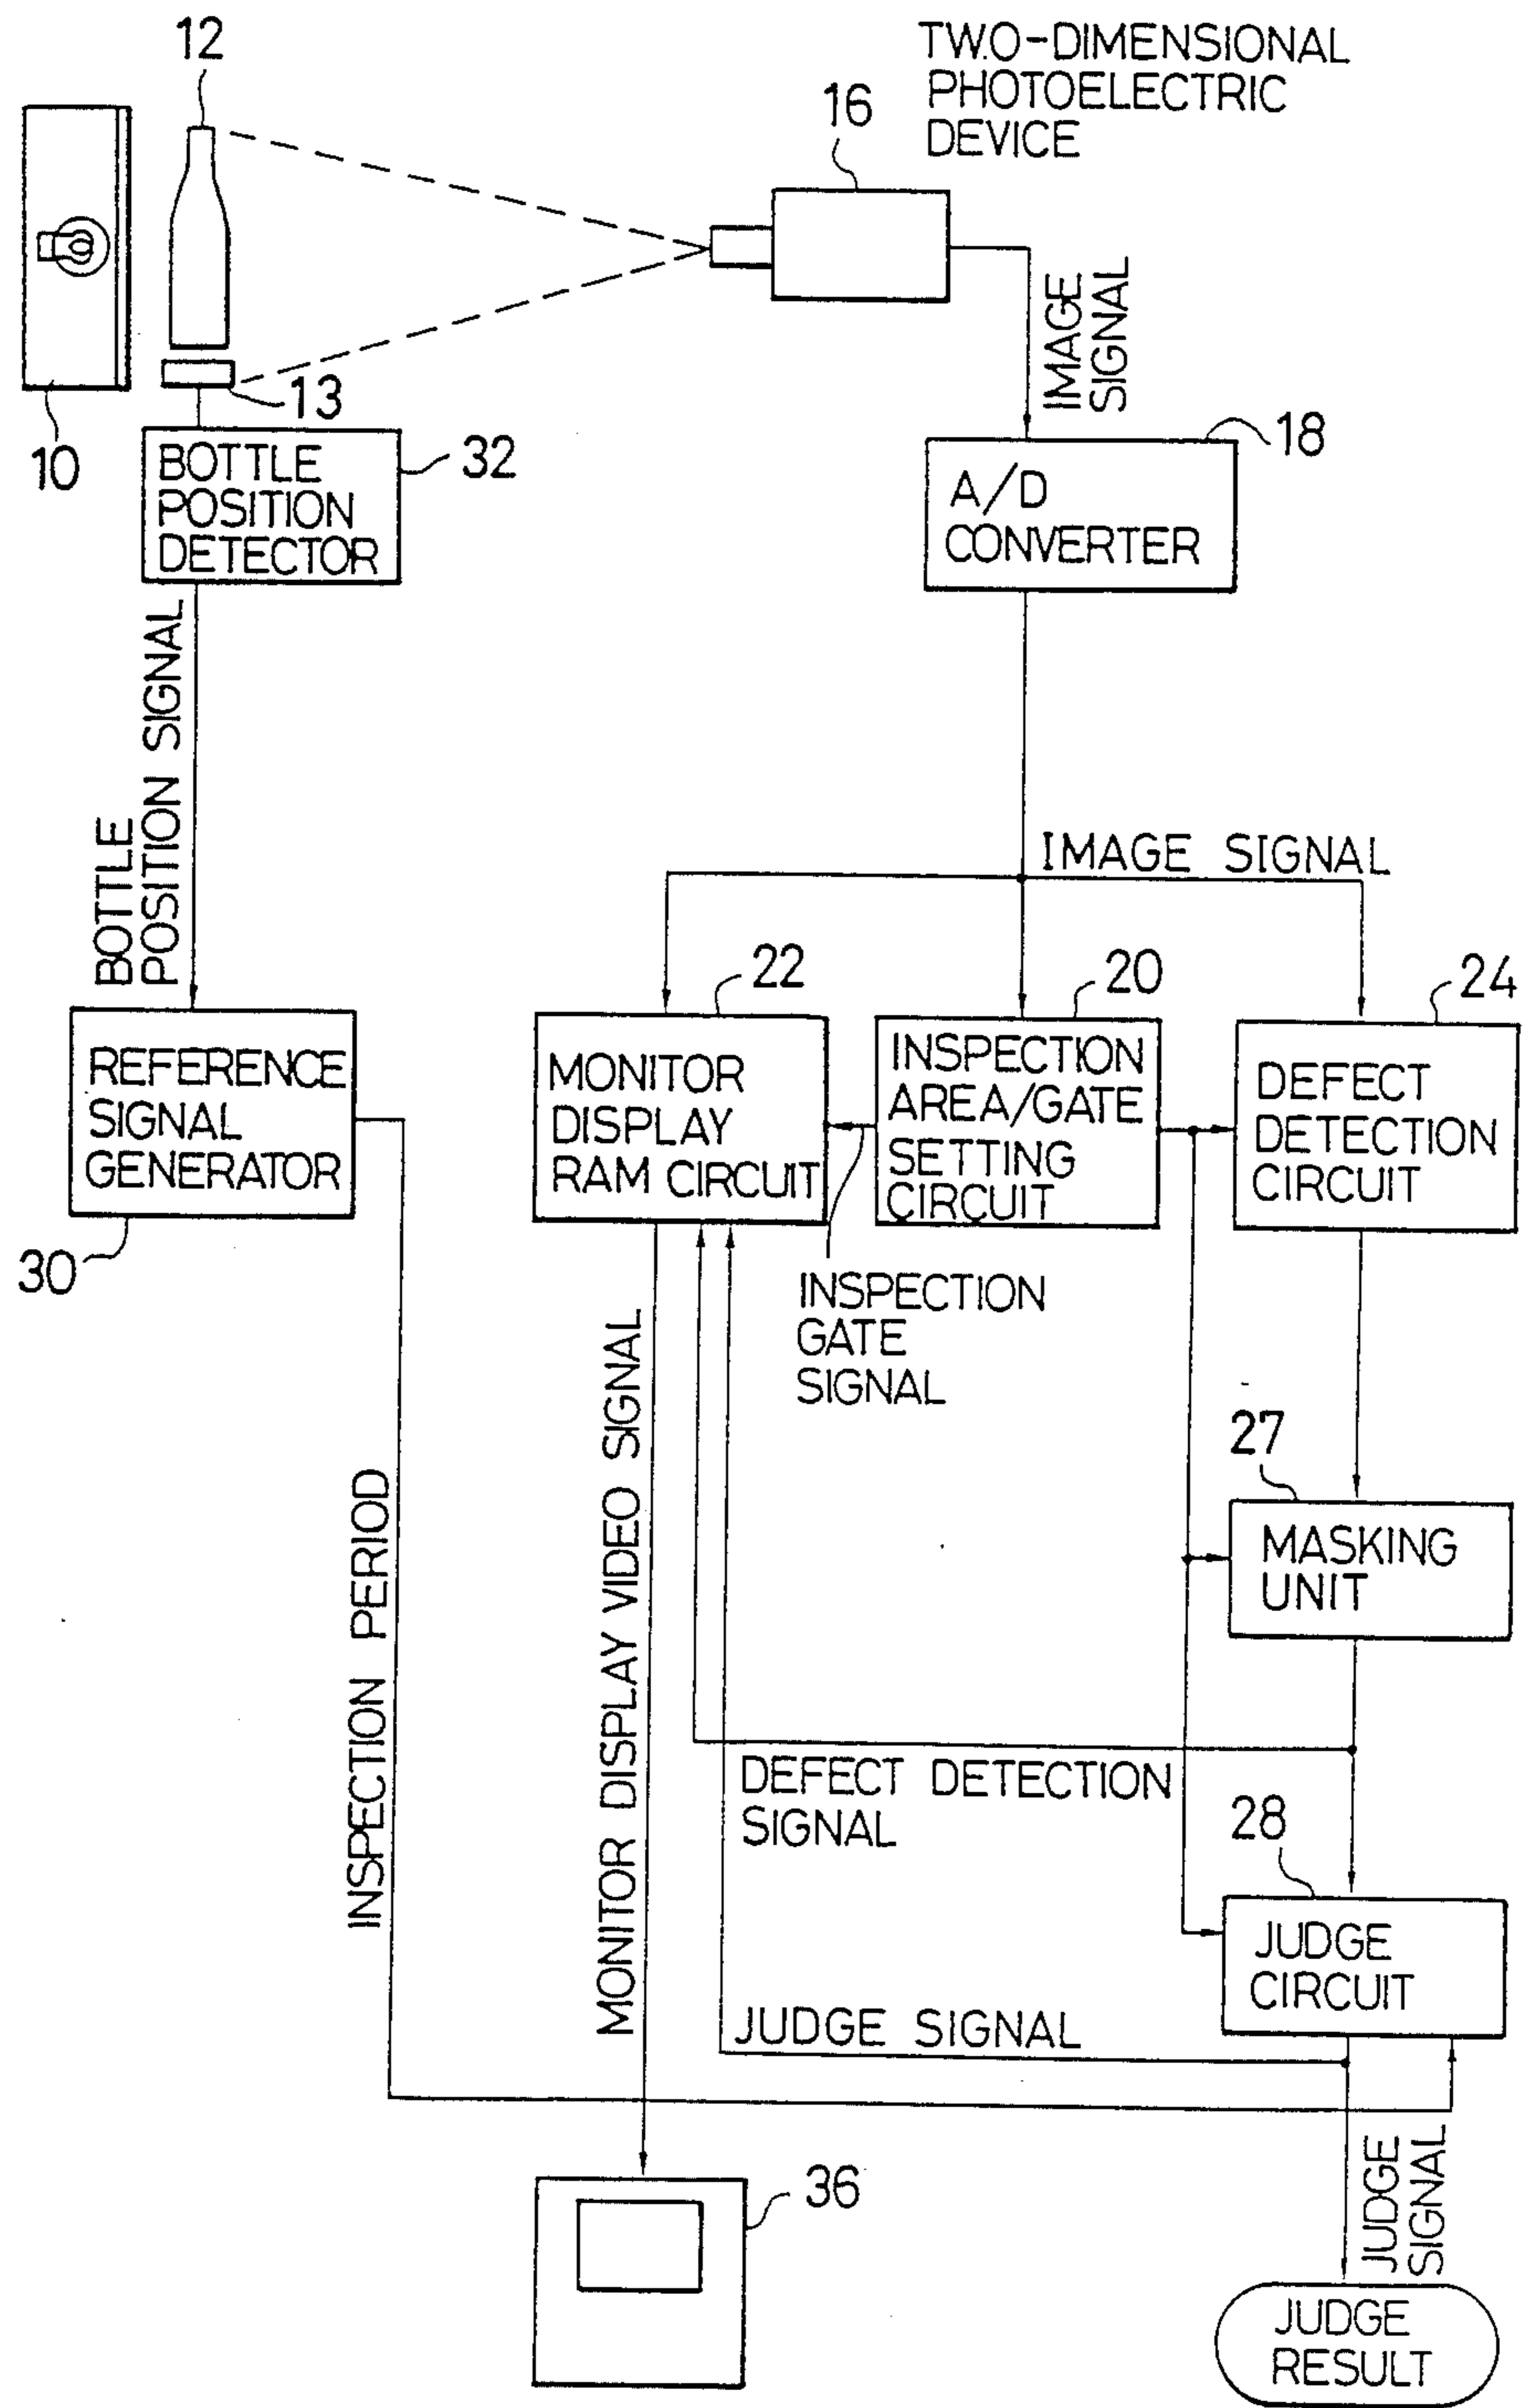 12
TWO-DIMENSIONAL
PHOTOELECTRIC
DEVICE
16
13
10
IMAGE
SIGNAL
BOTTLE
POSITION
DETECTOR
32
18
A/D
CONVERTER
BOTTLE
POSITION SIGNAL
IMAGE SIGNAL
22
20
24
REFERENCE
SIGNAL
GENERATOR
30
MONITOR
DISPLAY
RAM CIRCUIT
INSPECTION
AREA/GATE
SETTING
CIRCUIT
DEFECT
DETECTION
CIRCUIT
INSPECTION
GATE
SIGNAL
27
MASKING
UNIT
INSPECTION PERIOD
MONITOR DISPLAY VIDEO SIGNAL
DEFECT DETECTION
SIGNAL
28
JUDGE
CIRCUIT
JUDGE SIGNAL
36
JUDGE
SIGNAL
JUDGE
RESULT